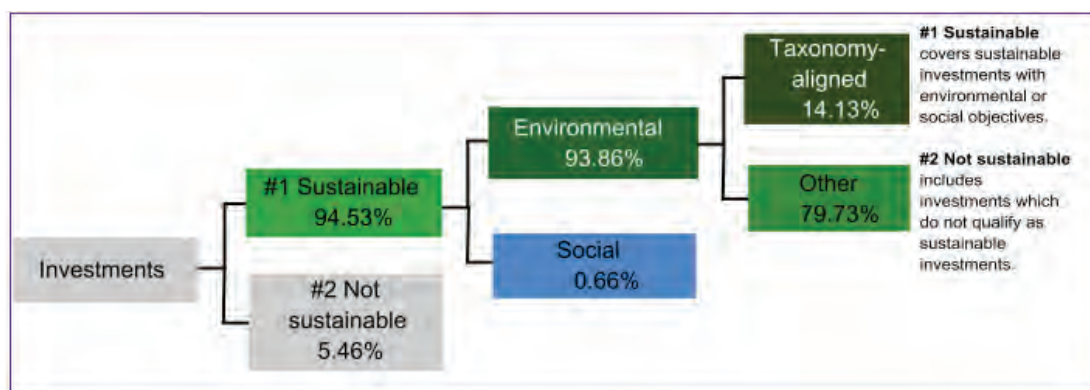 Investments
#1 Sustainable
94.53%
#2 Not
sustainable
5.46%
Environmental
93.86%
Social
0.66%
Taxonomy-
aligned
14.13%
Other
79.73%
#1 Sustainable
covers sustainable
investments with
environmental or
social objectives.
#2 Not sustainable
includes
investments which
do not qualify as
sustainable
investments.